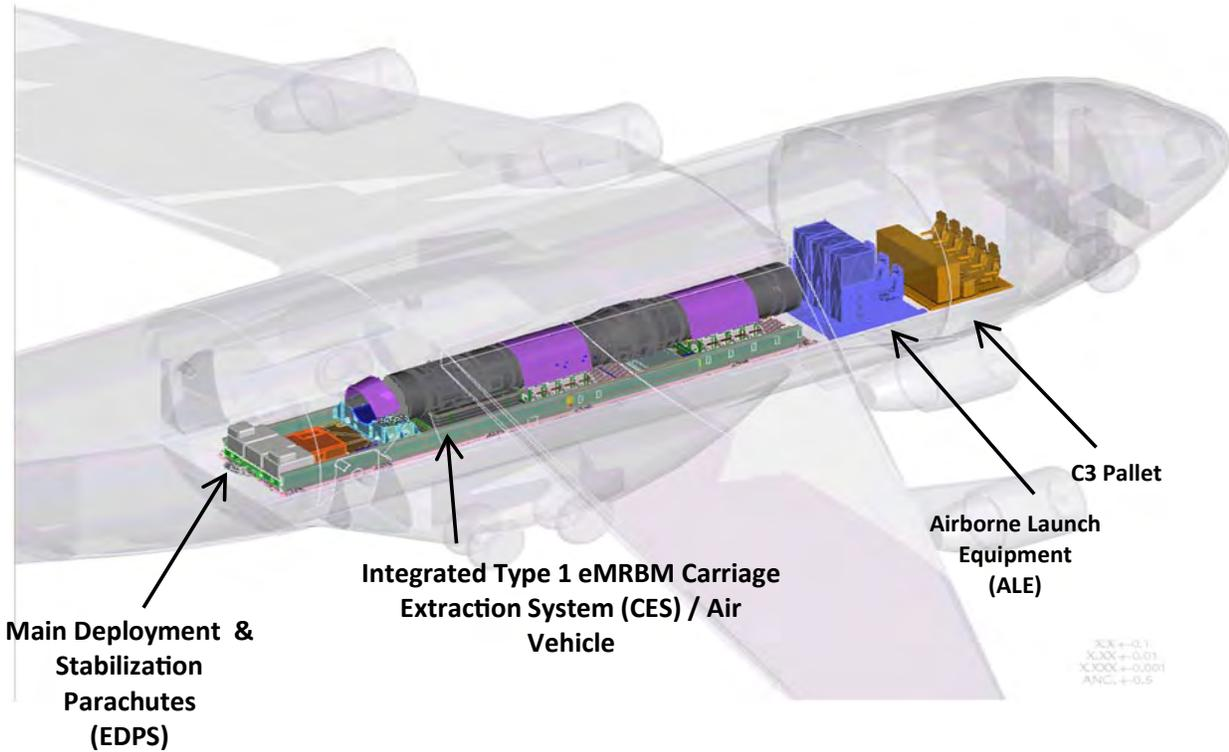 C3 Pallet
Airborne Launch
Equipment
(ALE)
Integrated Type 1 eMRBM Carriage
Extraction System (CES) / Air
Vehicle
Main Deployment &
Stabilization
Parachutes
(EDPS)
X.X+-0.1
X.XX+-0.01
X.XXX+-0.001
ANG.+-0.5